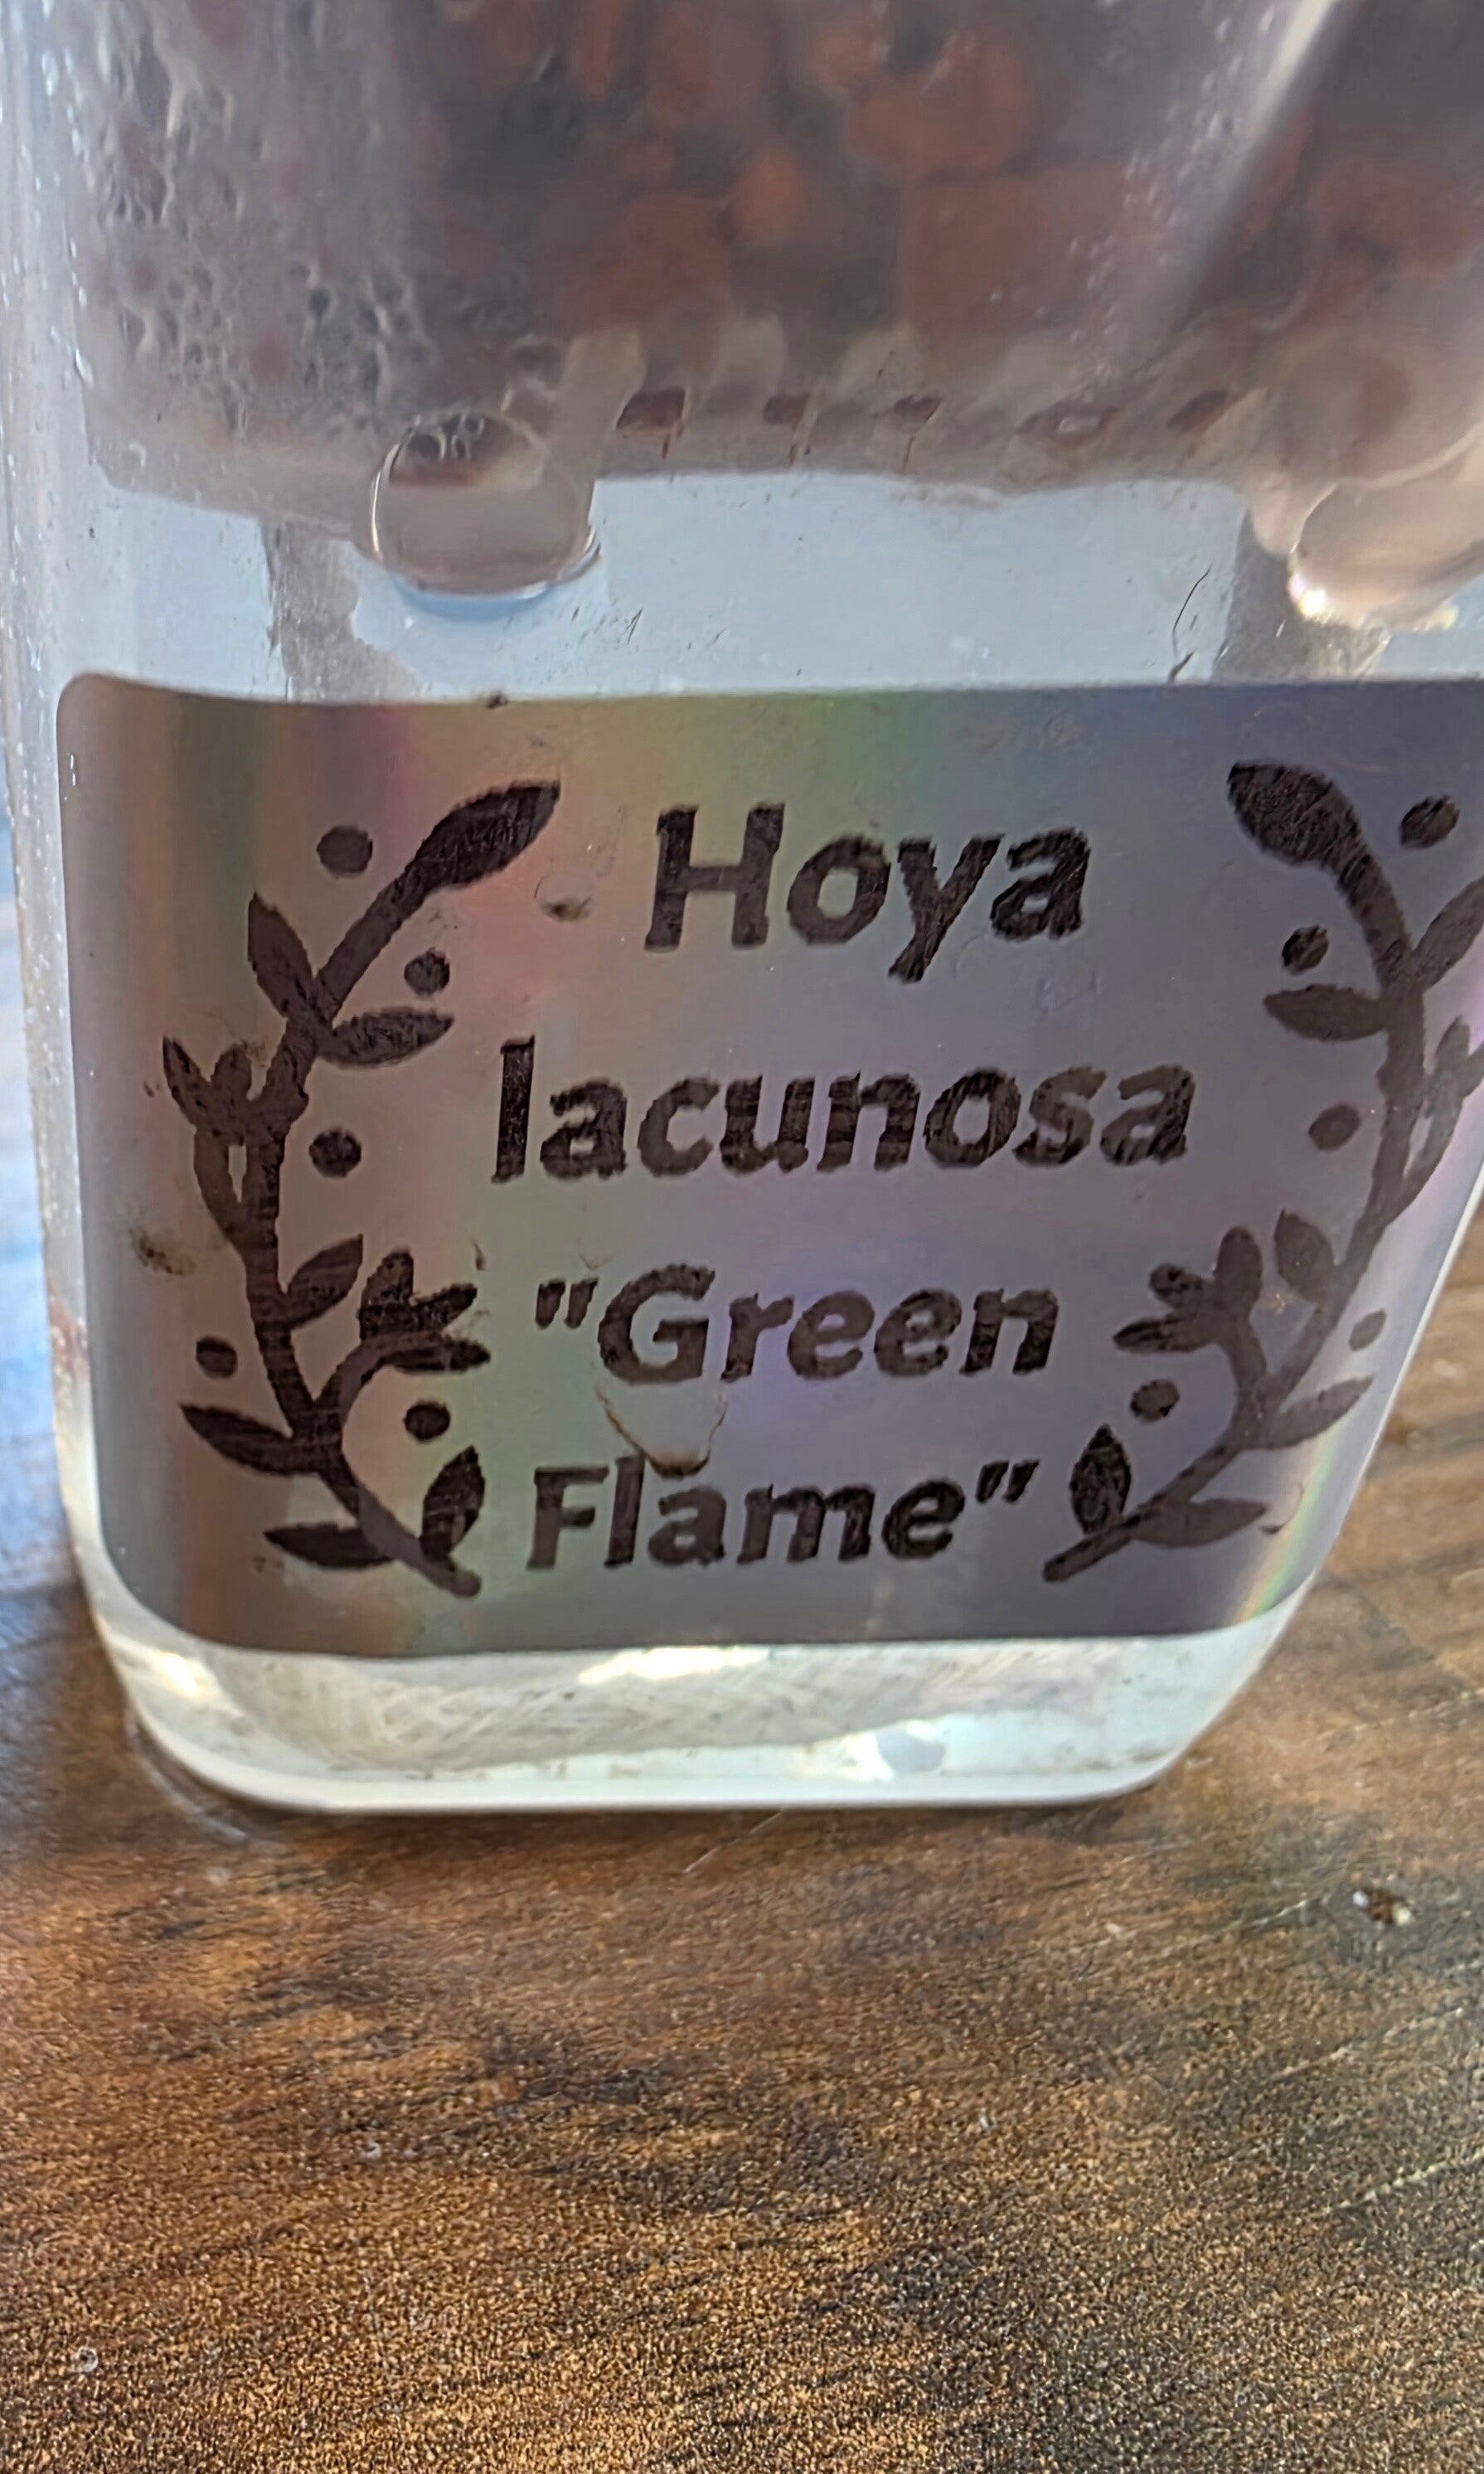 Hoya
lacunosa
"Green
Flame"